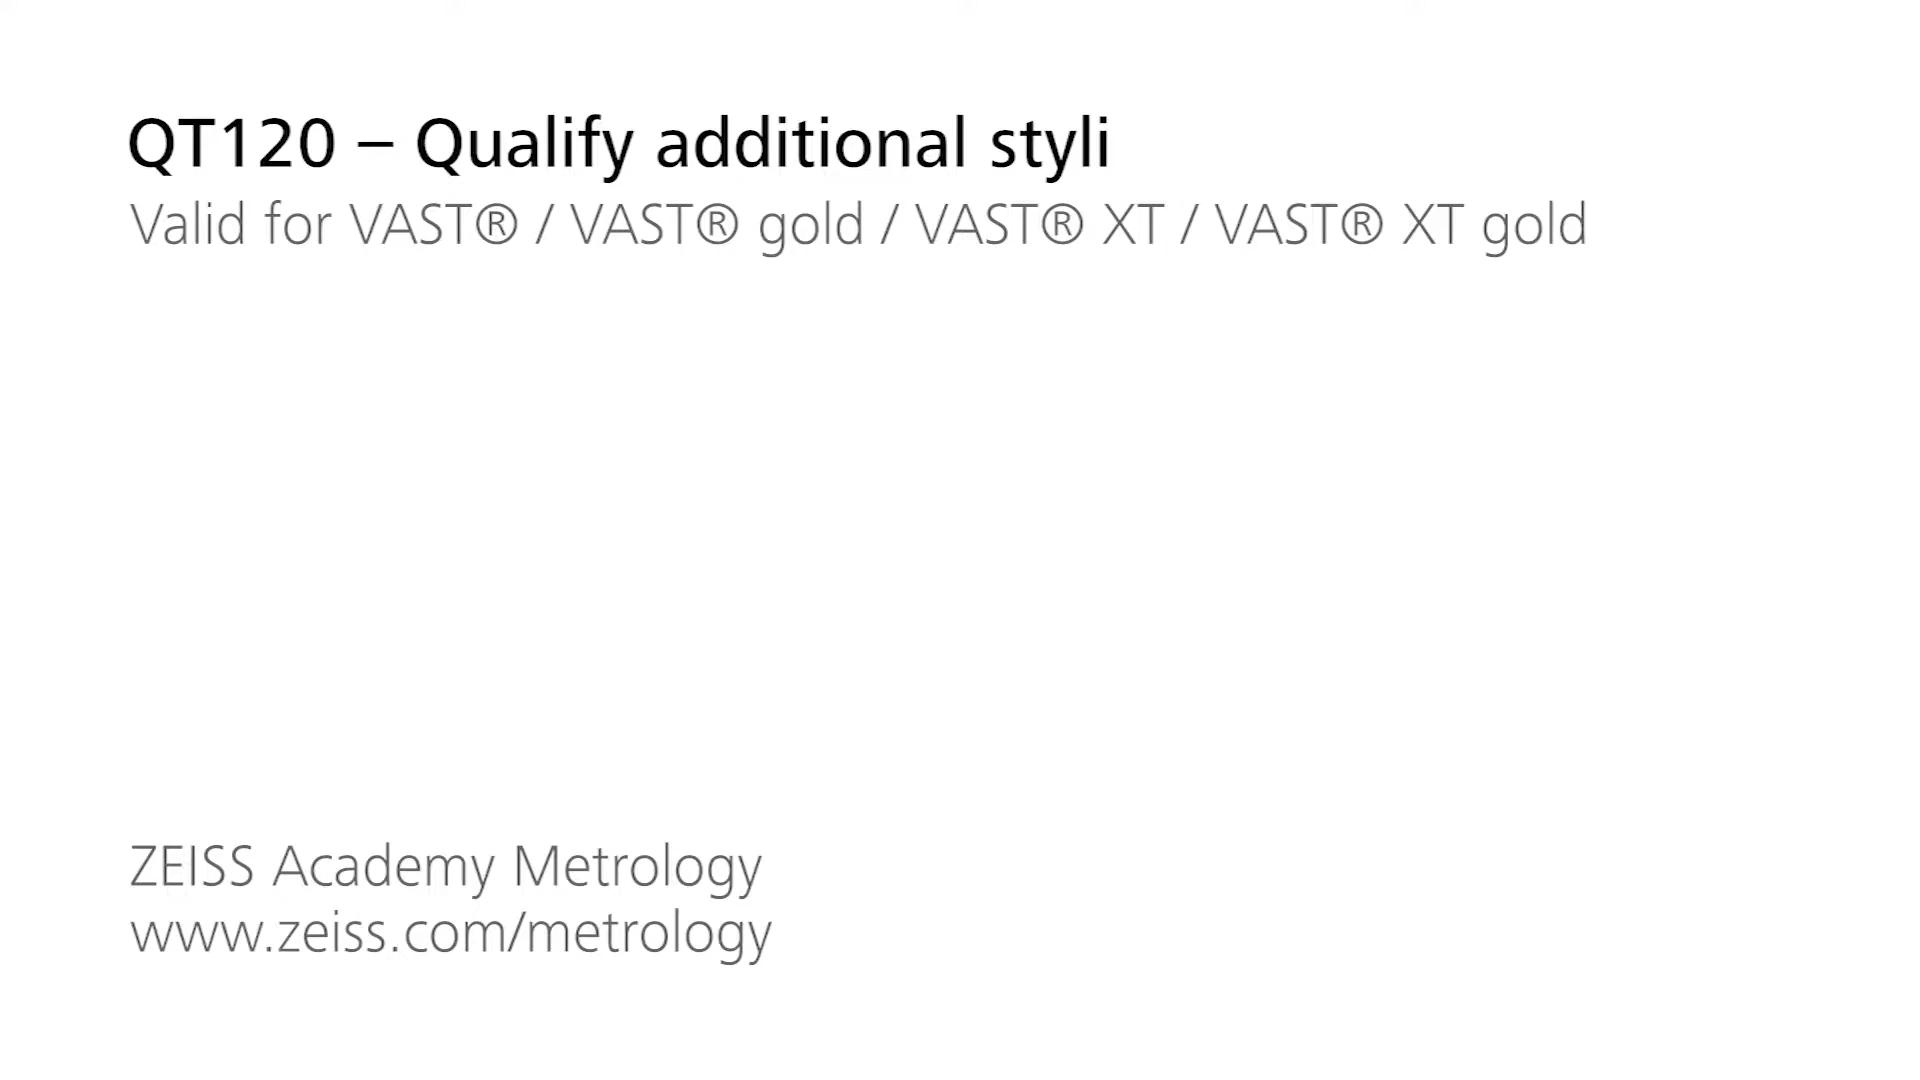 QT120 – Qualify additional styli
Valid for VAST® / VAST® gold / VAST® XT / VAST® XT gold
ZEISS Academy Metrology
www.zeiss.com/metrology